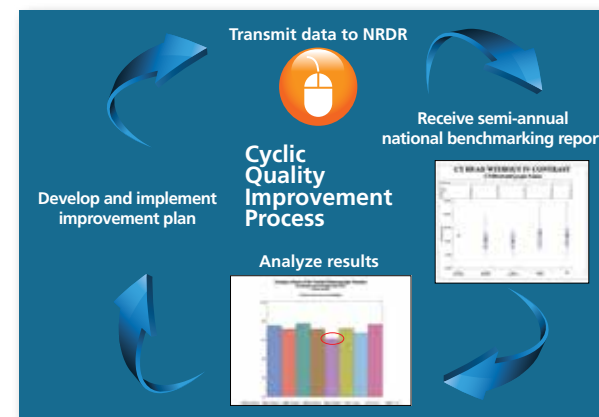 Transmit data to NRDR
Receive semi-annual
national benchmarking report
CT HEAD WITHOUT IV CONTRAST
Cyclic
Quality
Improvement
Process
Develop and implement
improvement plan
Analyze results